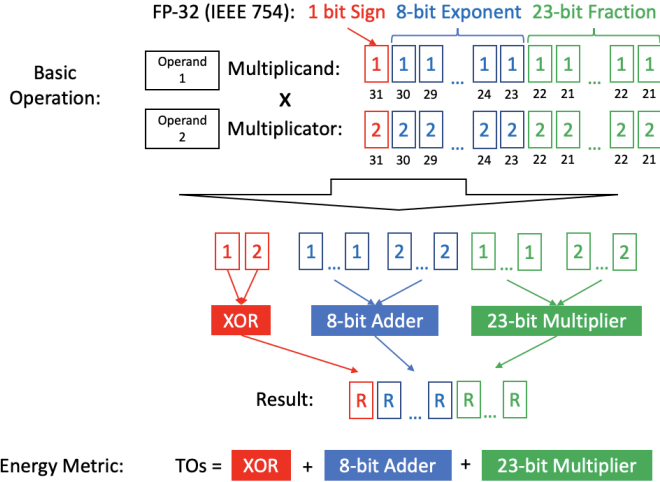 FP-32 (IEEE 754): 1 bit Sign 8-bit Exponent 23-bit Fraction
Basic Operation:
Operand 1 Multiplicand: 1 1 1 ... 1 1 1 1 ... 1 1
31 30 29 24 23 22 21 22 21
X
Operand 2 Multiplicator: 2 2 2 ... 2 2 2 2 ... 2 2
31 30 29 24 23 22 21 22 21
1 2 1 ... 1 2 ... 2 1 ... 1 2 ... 2
XOR 8-bit Adder 23-bit Multiplier
Result: R R ... R R ... R
Energy Metric: TOs = XOR + 8-bit Adder + 23-bit Multiplier